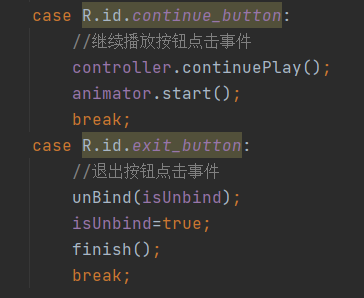 case R.id.continue_button:
//继续播放按钮点击事件
controller.continuePlay();
animator.start();
break;
case R.id.exit_button:
//退出按钮点击事件
unBind(isUnbind);
isUnbind=true;
finish();
break;